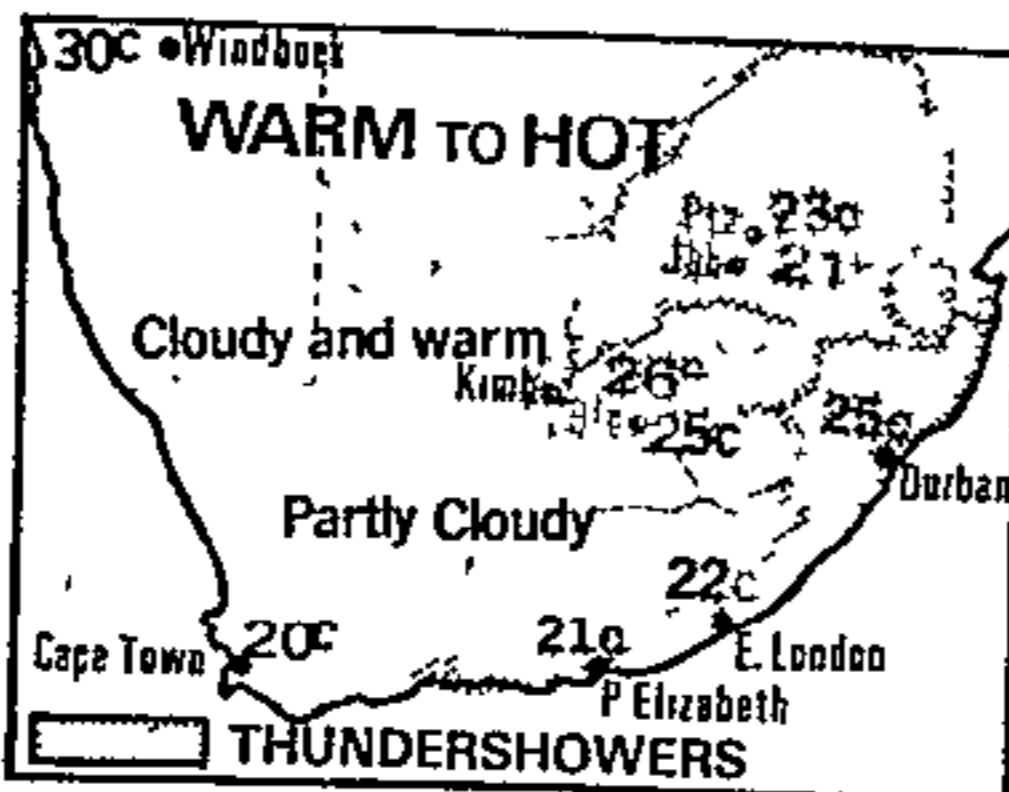 30c Windhoek
WARM TO HOT
23c
Jhb 21
Cloudy and warm
Kimb 26c
25c
25c
Durban
Partly Cloudy
22c
E. London
Cape Town 20c
21c
P Elizabeth
THUNDERSHOWERS